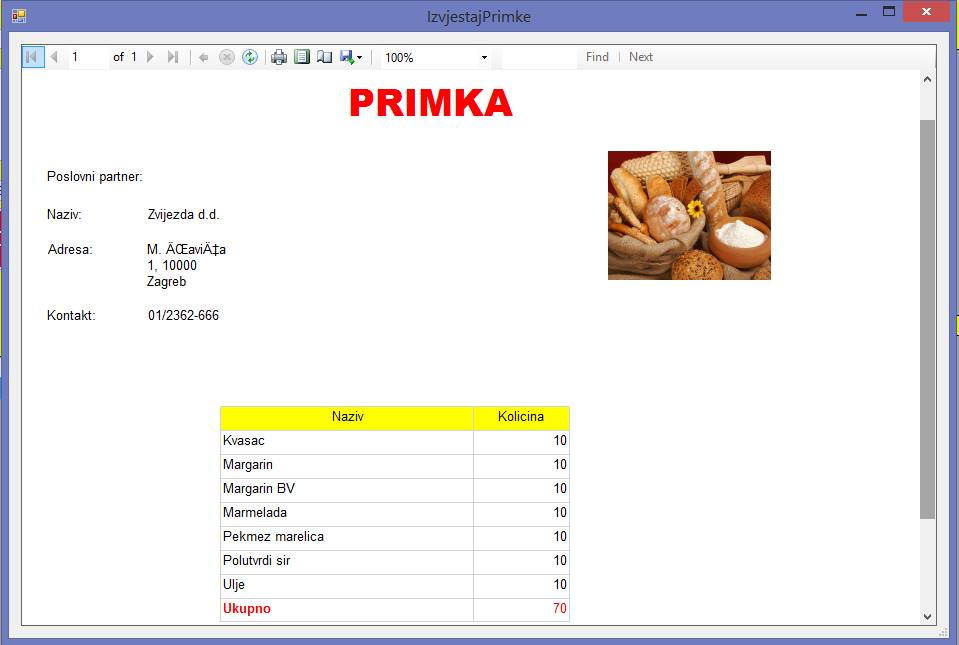 IzvjestajPrimke
1 of 1 100% Find Next
PRIMKA
Poslovni partner:
Naziv: Zvijezda d.d.
Adresa: M. ÄŒaviÄ‡a
1, 10000
Zagreb
Kontakt: 01/2362-666
Naziv Kolicina
Kvasac 10
Margarin 10
Margarin BV 10
Marmelada 10
Pekmez marelica 10
Polutvrdi sir 10
Ulje 10
Ukupno 70